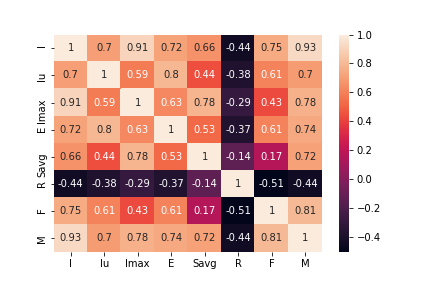 I 1 0.7 0.91 0.72 0.66 -0.44 0.75 0.93
Iu 0.7 1 0.59 0.8 0.44 -0.38 0.61 0.7
Imax 0.91 0.59 1 0.63 0.78 -0.29 0.43 0.78
E 0.72 0.8 0.63 1 0.53 -0.37 0.61 0.74
Savg 0.66 0.44 0.78 0.53 1 -0.14 0.17 0.72
R -0.44 -0.38 -0.29 -0.37 -0.14 1 -0.51 -0.44
F 0.75 0.61 0.43 0.61 0.17 -0.51 1 0.81
M 0.93 0.7 0.78 0.74 0.72 -0.44 0.81 1
I Iu Imax E Savg R F M
1.0
0.8
0.6
0.4
0.2
0.0
−0.2
−0.4